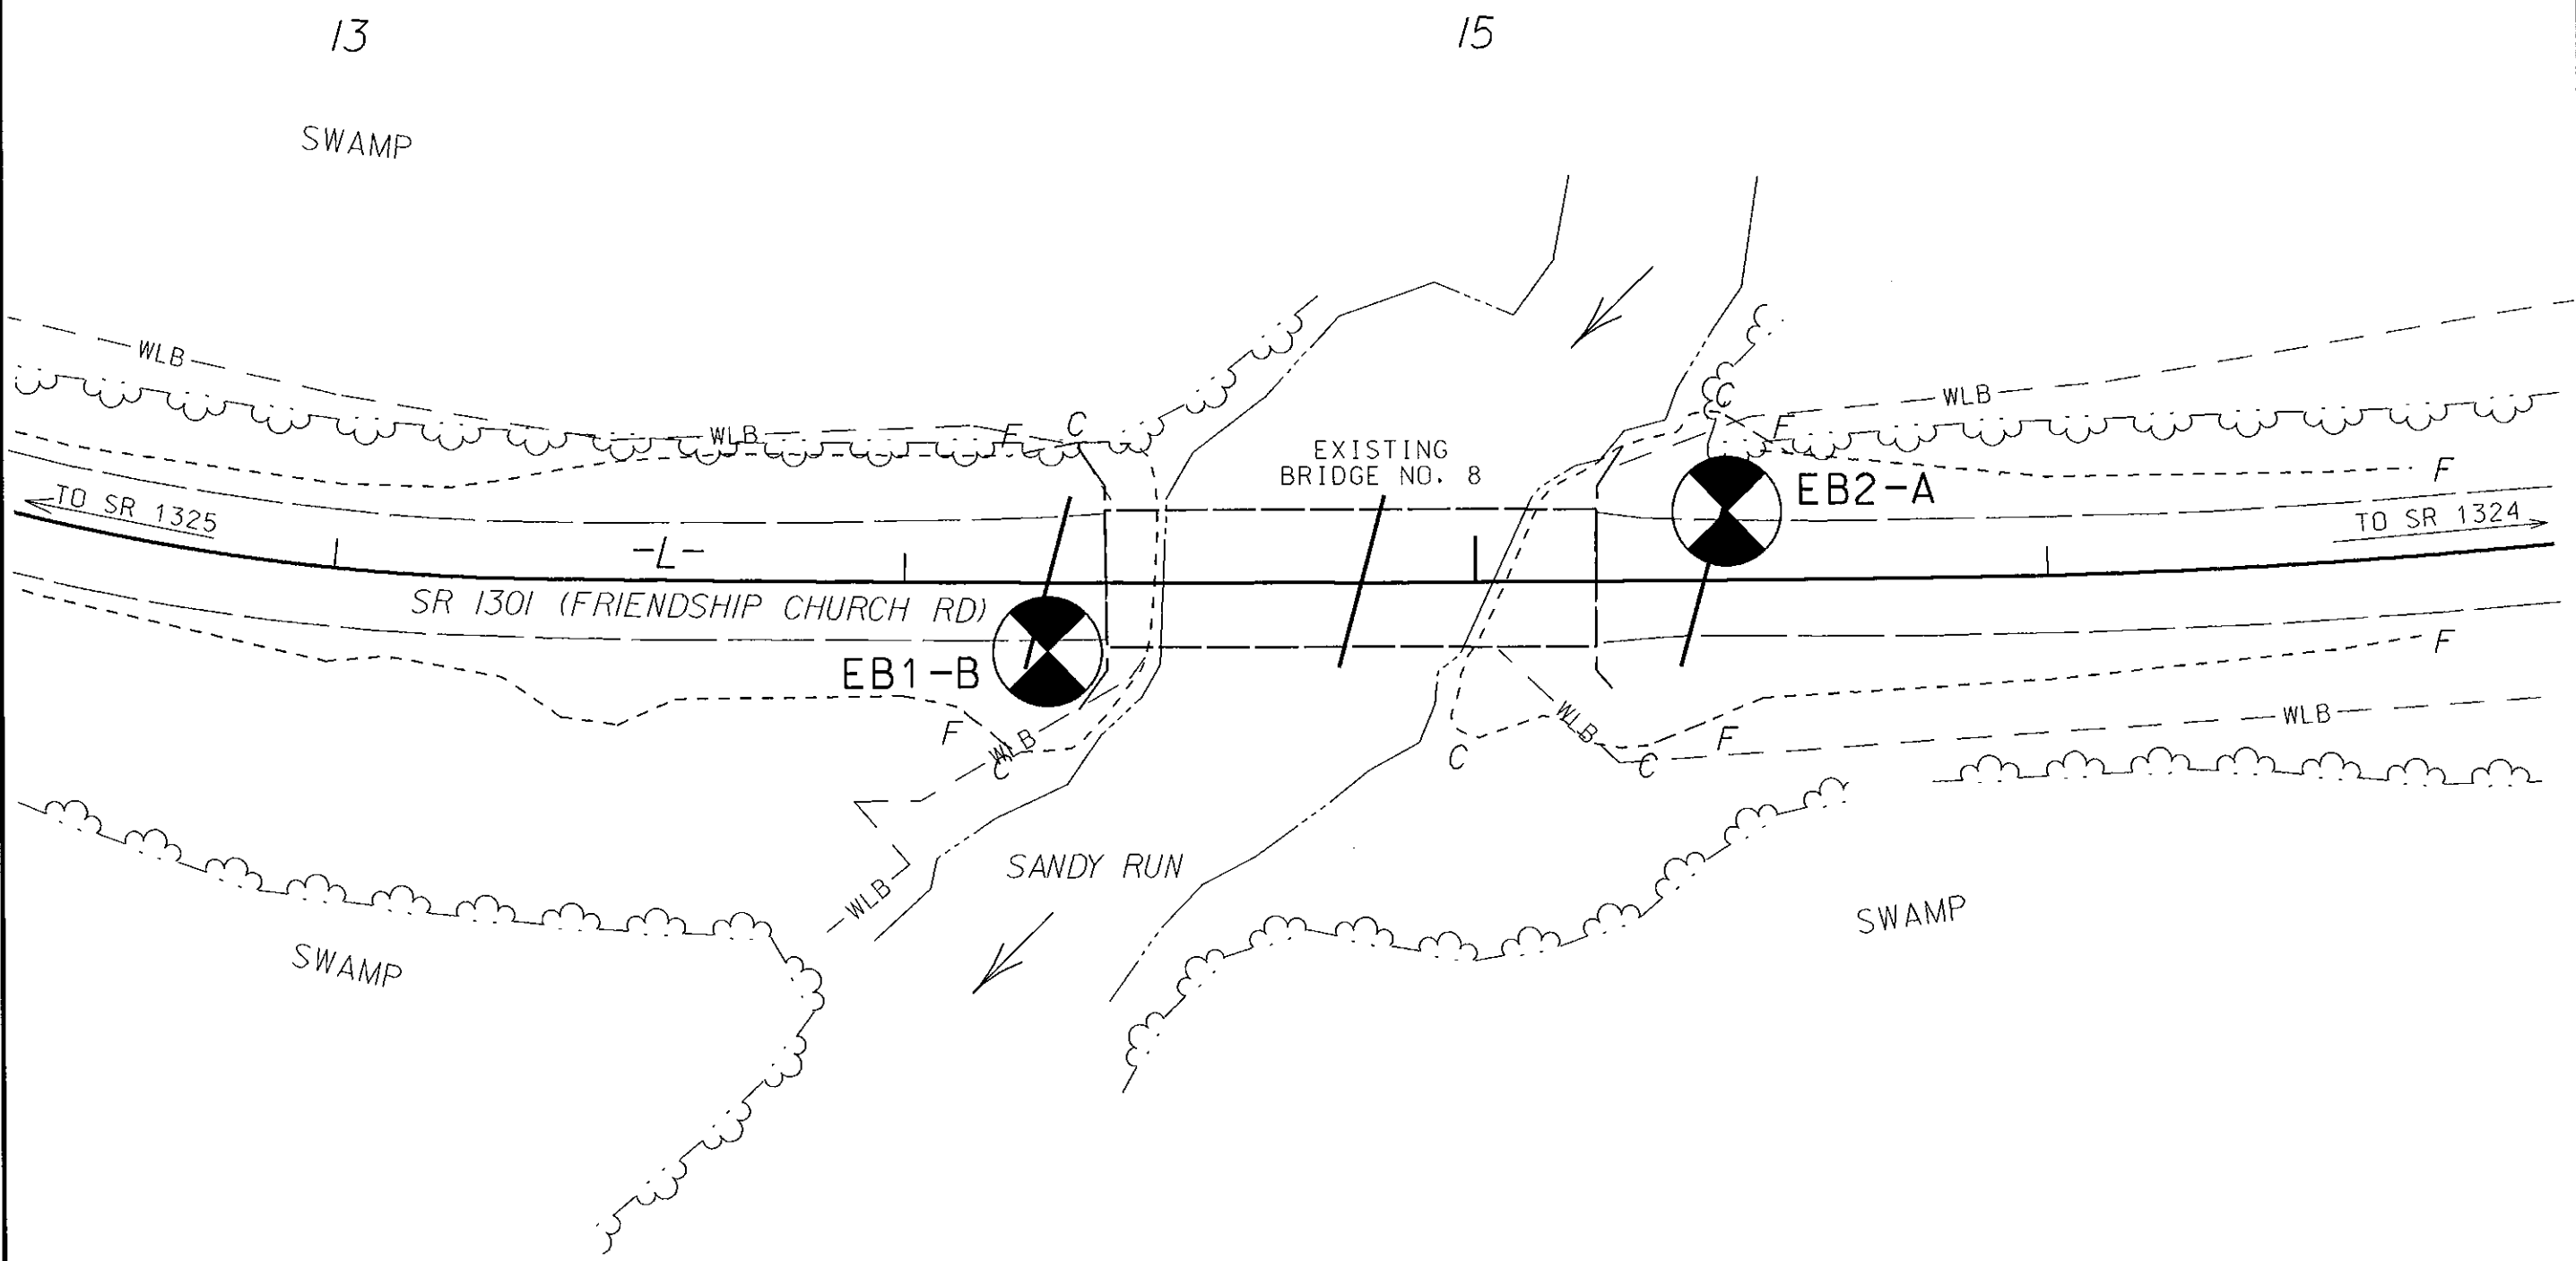 13
15
SWAMP
WLB
WLB
F
C
C
F
WLB
EXISTING
BRIDGE NO. 8
F
EB2-A
TO SR 1325
TO SR 1324
-L-
SR 1301 (FRIENDSHIP CHURCH RD)
EB1-B
F
F
WLB
C
WLB
C
F
C
WLB
WLB
SANDY RUN
SWAMP
SWAMP